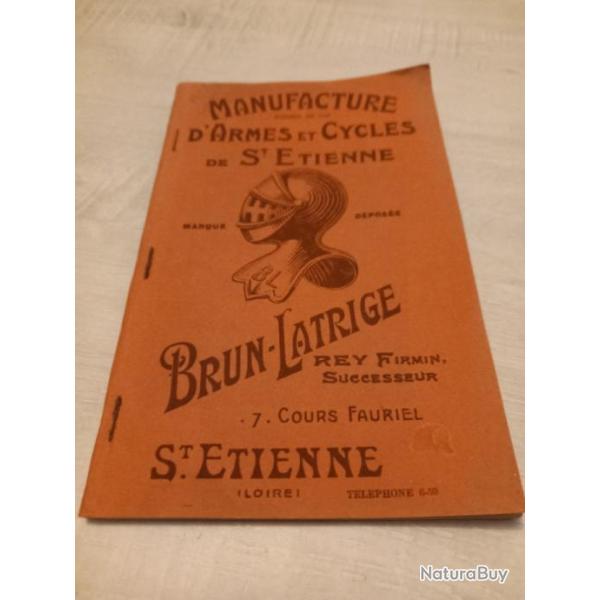 MANUFACTURE
D'ARMES ET CYCLES
DE ST ETIENNE
MARQUE DÉPOSÉE
BL
BRUN-LATRIGE
REY FIRMIN,
SUCCESSEUR
7. COURS FAURIEL
ST. ETIENNE
(LOIRE) TELEPHONE
NaturaBuy